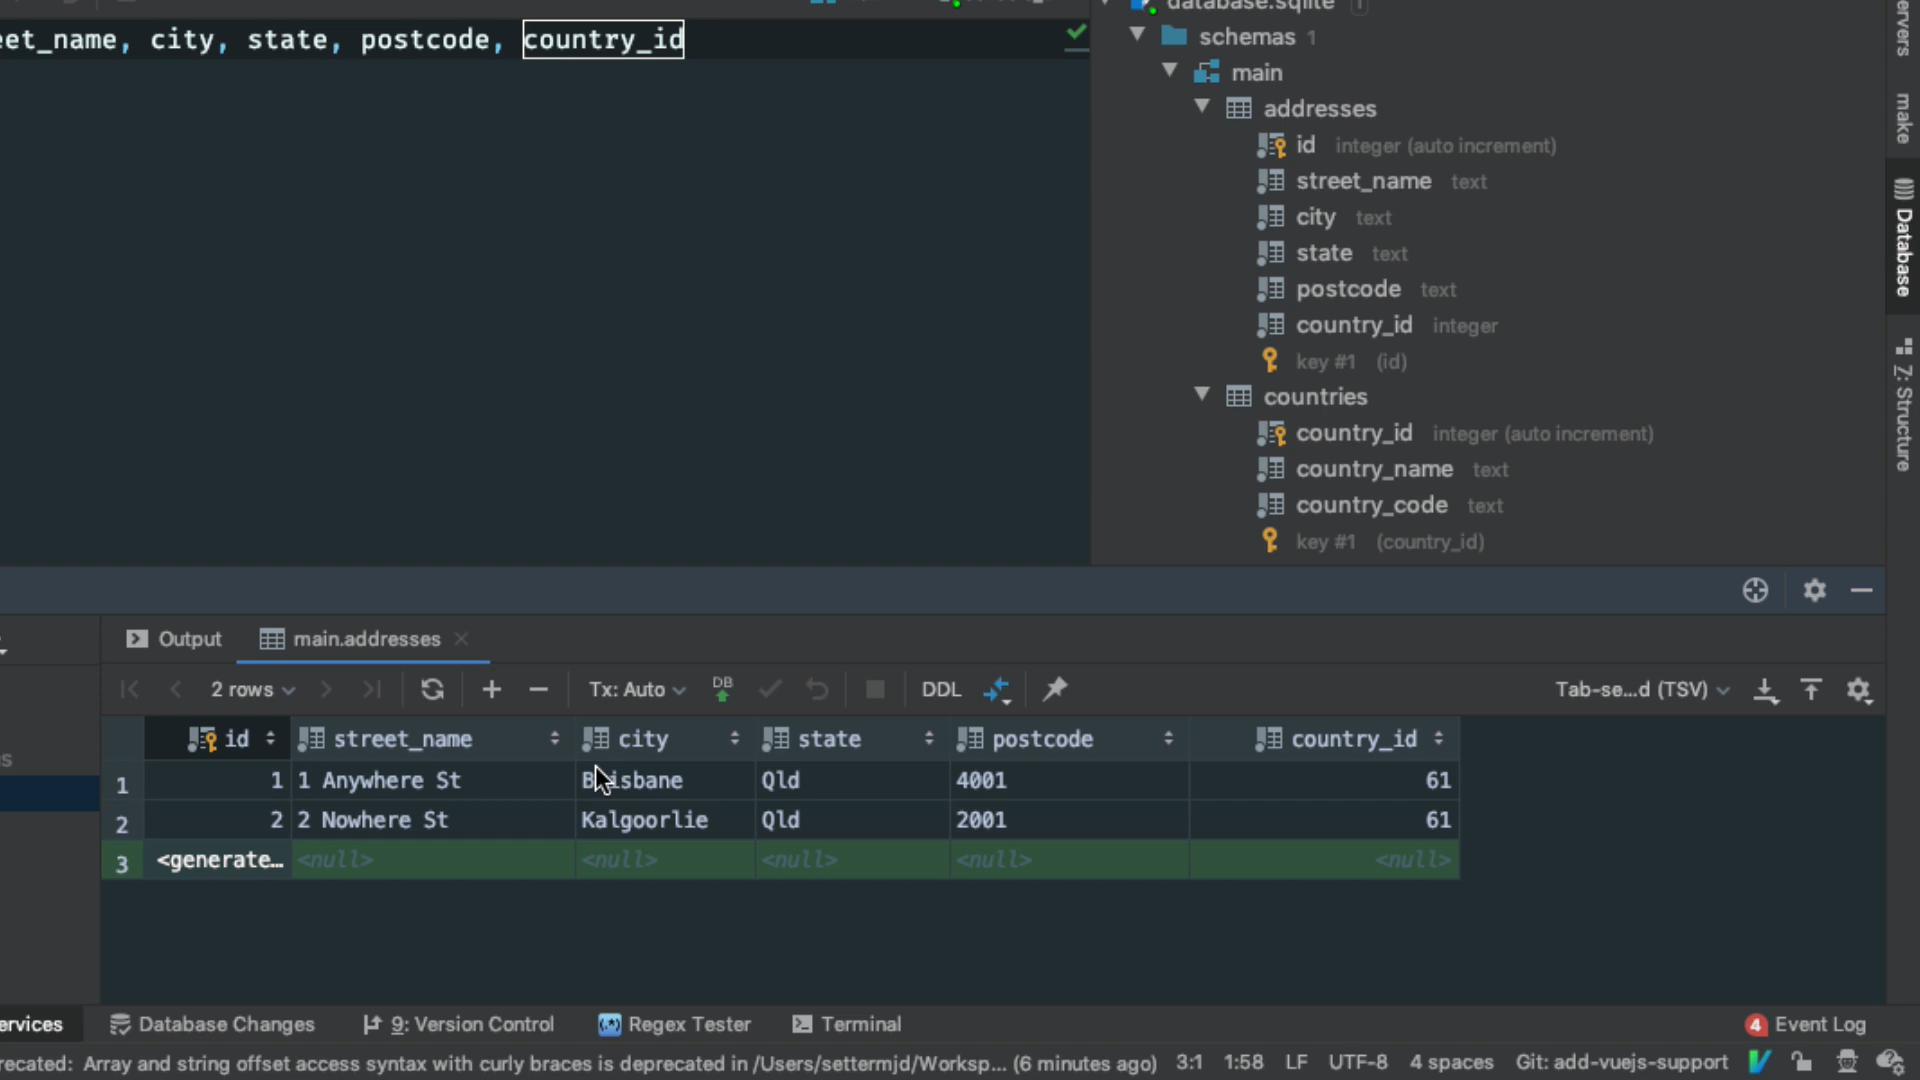 eet_name, city, state, postcode, country_id
database.sqlite 1
schemas 1
main
addresses
id integer (auto increment)
street_name text
city text
state text
postcode text
country_id integer
key #1 (id)
countries
country_id integer (auto increment)
country_name text
country_code text
key #1 (country_id)
ervers
make
Database
7: Structure
Output
main.addresses
2 rows
Tx: Auto
DB
DDL
Tab-se...d (TSV)
id street_name city state postcode country_id
1 1 1 Anywhere St Brisbane Qld 4001 61
2 2 2 Nowhere St Kalgoorlie Qld 2001 61
3 <generate... <null> <null> <null> <null> <null>
ervices
Database Changes
9: Version Control
Regex Tester
Terminal
4 Event Log
recated: Array and string offset access syntax with curly braces is deprecated in /Users/settermjd/Worksp... (6 minutes ago) 3:1 1:58 LF UTF-8 4 spaces Git: add-vuejs-support